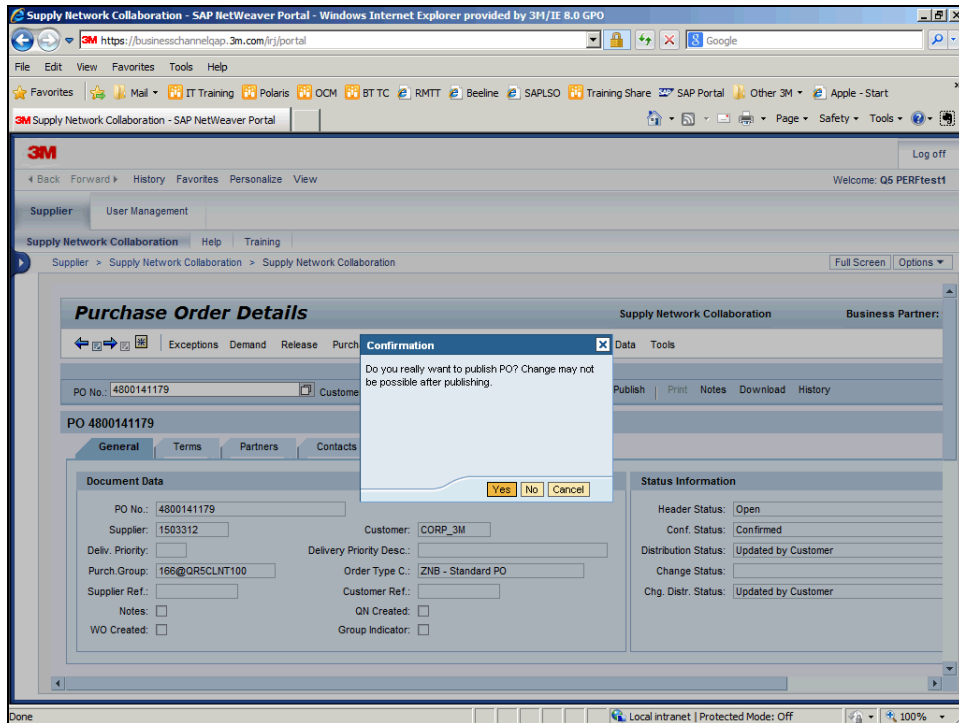 Supply Network Collaboration - SAP NetWeaver Portal - Windows Internet Explorer provided by 3M/IE 8.0 GPO
3M https://businesschannelqap.3m.com/irj/portal
Google
File Edit View Favorites Tools Help
Favorites Mail IT Training Polaris OCM BT TC RMTT Beeline SAPLSO Training Share SAP Portal Other 3M Apple - Start
3M Supply Network Collaboration - SAP NetWeaver Portal
Page Safety Tools
3M
Log off
Back Forward History Favorites Personalize View
Welcome: Q5 PERFtest1
Supplier User Management
Supply Network Collaboration Help Training
Supplier > Supply Network Collaboration > Supply Network Collaboration
Full Screen Options
Purchase Order Details
Supply Network Collaboration Business Partner:
Exceptions Demand Release Purch
Data Tools
Confirmation
Do you really want to publish PO? Change may not
be possible after publishing.
Yes No Cancel
PO No.: 4800141179 Custome
Publish Print Notes Download History
PO 4800141179
General Terms Partners Contacts
Document Data
PO No.: 4800141179
Supplier: 1503312 Customer: CORP_3M
Deliv. Priority: Delivery Priority Desc.:
Purch.Group: 166@QR5CLNT100 Order Type C.: ZNB - Standard PO
Supplier Ref.: Customer Ref.:
Notes: QN Created:
WO Created: Group Indicator:
Status Information
Header Status: Open
Conf. Status: Confirmed
Distribution Status: Updated by Customer
Change Status:
Chg. Distr. Status: Updated by Customer
Done
Local intranet | Protected Mode: Off
100%